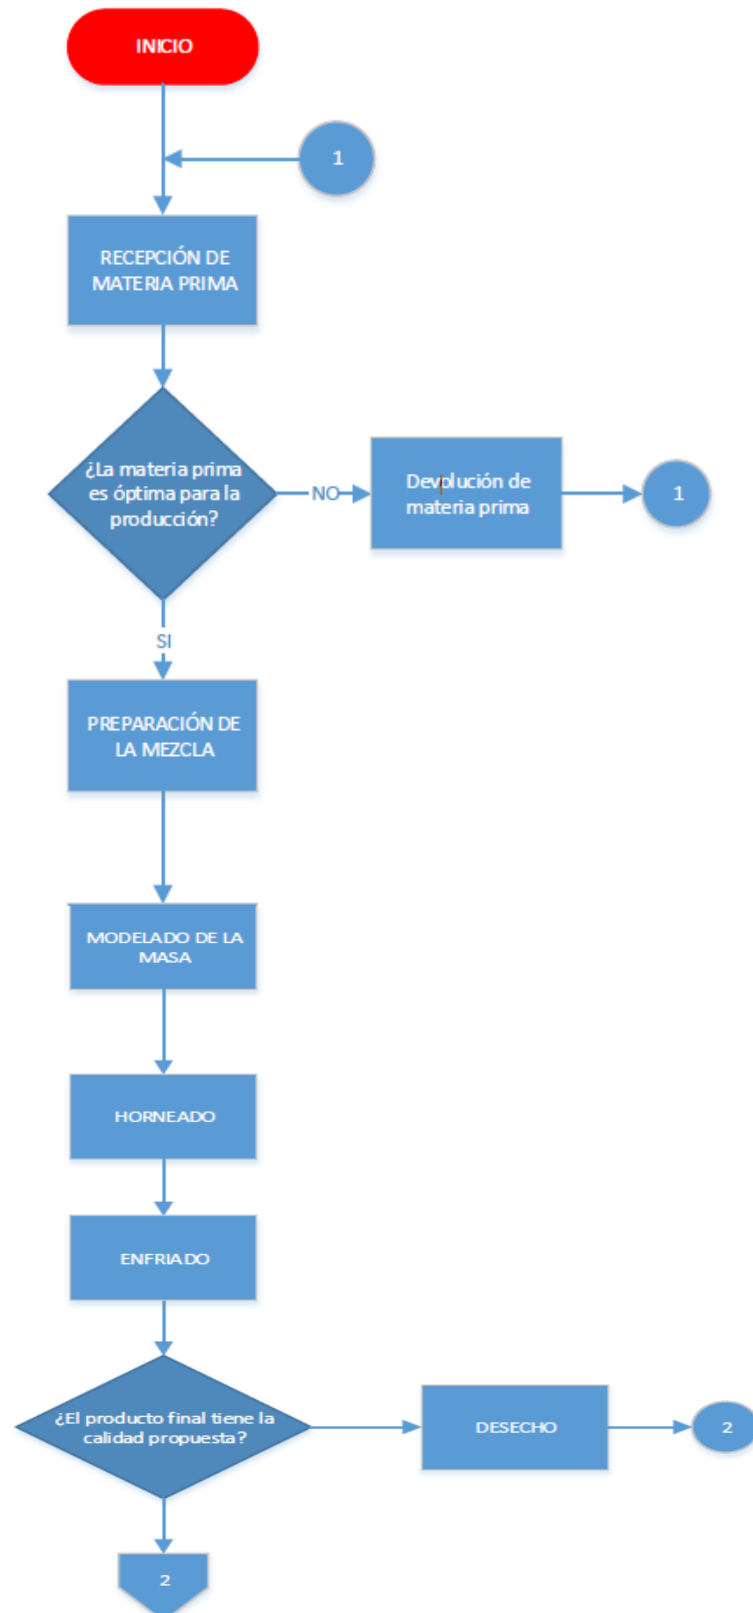 INICIO
1
RECEPCIÓN DE
MATERIA PRIMA
¿La materia prima
es óptima para la
producción?
NO
Devolución de
materia prima
1
SI
PREPARACIÓN DE
LA MEZCLA
MODELADO DE LA
MASA
HORNEADO
ENFRIADO
¿El producto final tiene la
calidad propuesta?
DESECHO
2
2